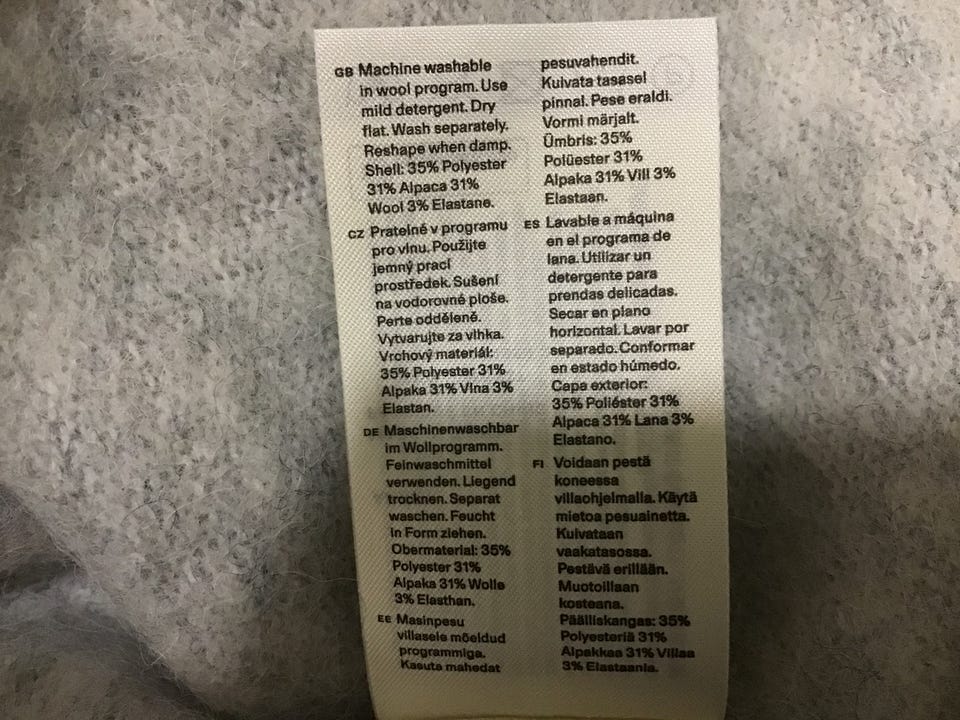 GB Machine washable
in wool program. Use
mild detergent. Dry
flat. Wash separately.
Reshape when damp.
Shell: 35% Polyester
31% Alpaca 31%
Wool 3% Elastane.
CZ Pratelné v programu
pro vlnu. Použijte
jemný prací
prostředek. Sušení
na vodorovné ploše.
Perte odděleně.
Vytvarujte za vlhka.
Vrchový materiál:
35% Polyester 31%
Alpaka 31% Vlna 3%
Elastan.
DE Maschinenwaschbar
im Wollprogramm.
Feinwaschmittel
verwenden. Liegend
trocknen. Separat
waschen. Feucht
in Form ziehen.
Obermaterial: 35%
Polyester 31%
Alpaka 31% Wolle
3% Elasthan.
EE Masinpesu
villasele mõeldud
programmiga.
Kasuta mahedat
pesuvahendit.
Kuivata tasasel
pinnal. Pese eraldi.
Vormi märjalt.
Ümbris: 35%
Polüester 31%
Alpaka 31% Vill 3%
Elastaan.
ES Lavable a máquina
en el programa de
lana. Utilizar un
detergente para
prendas delicadas.
Secar en plano
horizontal. Lavar por
separado. Conformar
en estado húmedo.
Capa exterior:
35% Poliéster 31%
Alpaca 31% Lana 3%
Elastano.
FI Voidaan pestä
koneessa
villaohjelmalla. Käytä
mietoa pesuainetta.
Kuivataan
vaakatasossa.
Pestävä erillään.
Muotoillaan
kosteana.
Päälliskangas: 35%
Polyesteriä 31%
Alpakkaa 31% Villaa
3% Elastaania.